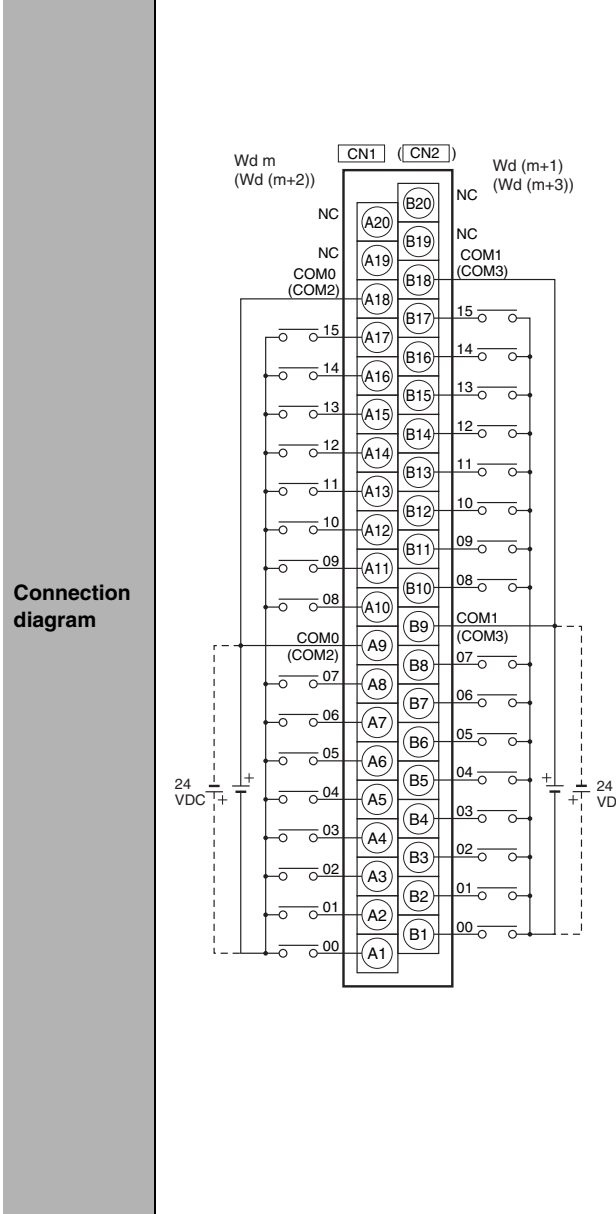 Connection
diagram
CN1 (CN2)
Wd m
(Wd (m+2))
Wd (m+1)
(Wd (m+3))
B20 NC
NC A20
B19 NC
NC A19
COM1
(COM3) B18
COM0
(COM2) A18
B17 15
15 A17
B16 14
14 A16
B15 13
13 A15
B14 12
12 A14
B13 11
11 A13
B12 10
10 A12
B11 09
09 A11
B10 08
08 A10
B9 COM1
(COM3)
COM0
(COM2) A9
B8 07
07 A8
B7 06
06 A7
B6 05
05 A6
B5 04
24
VDC + +
+ + 24
VD
04 A5
B4 03
03 A4
B3 02
02 A3
B2 01
01 A2
B1 00
00 A1